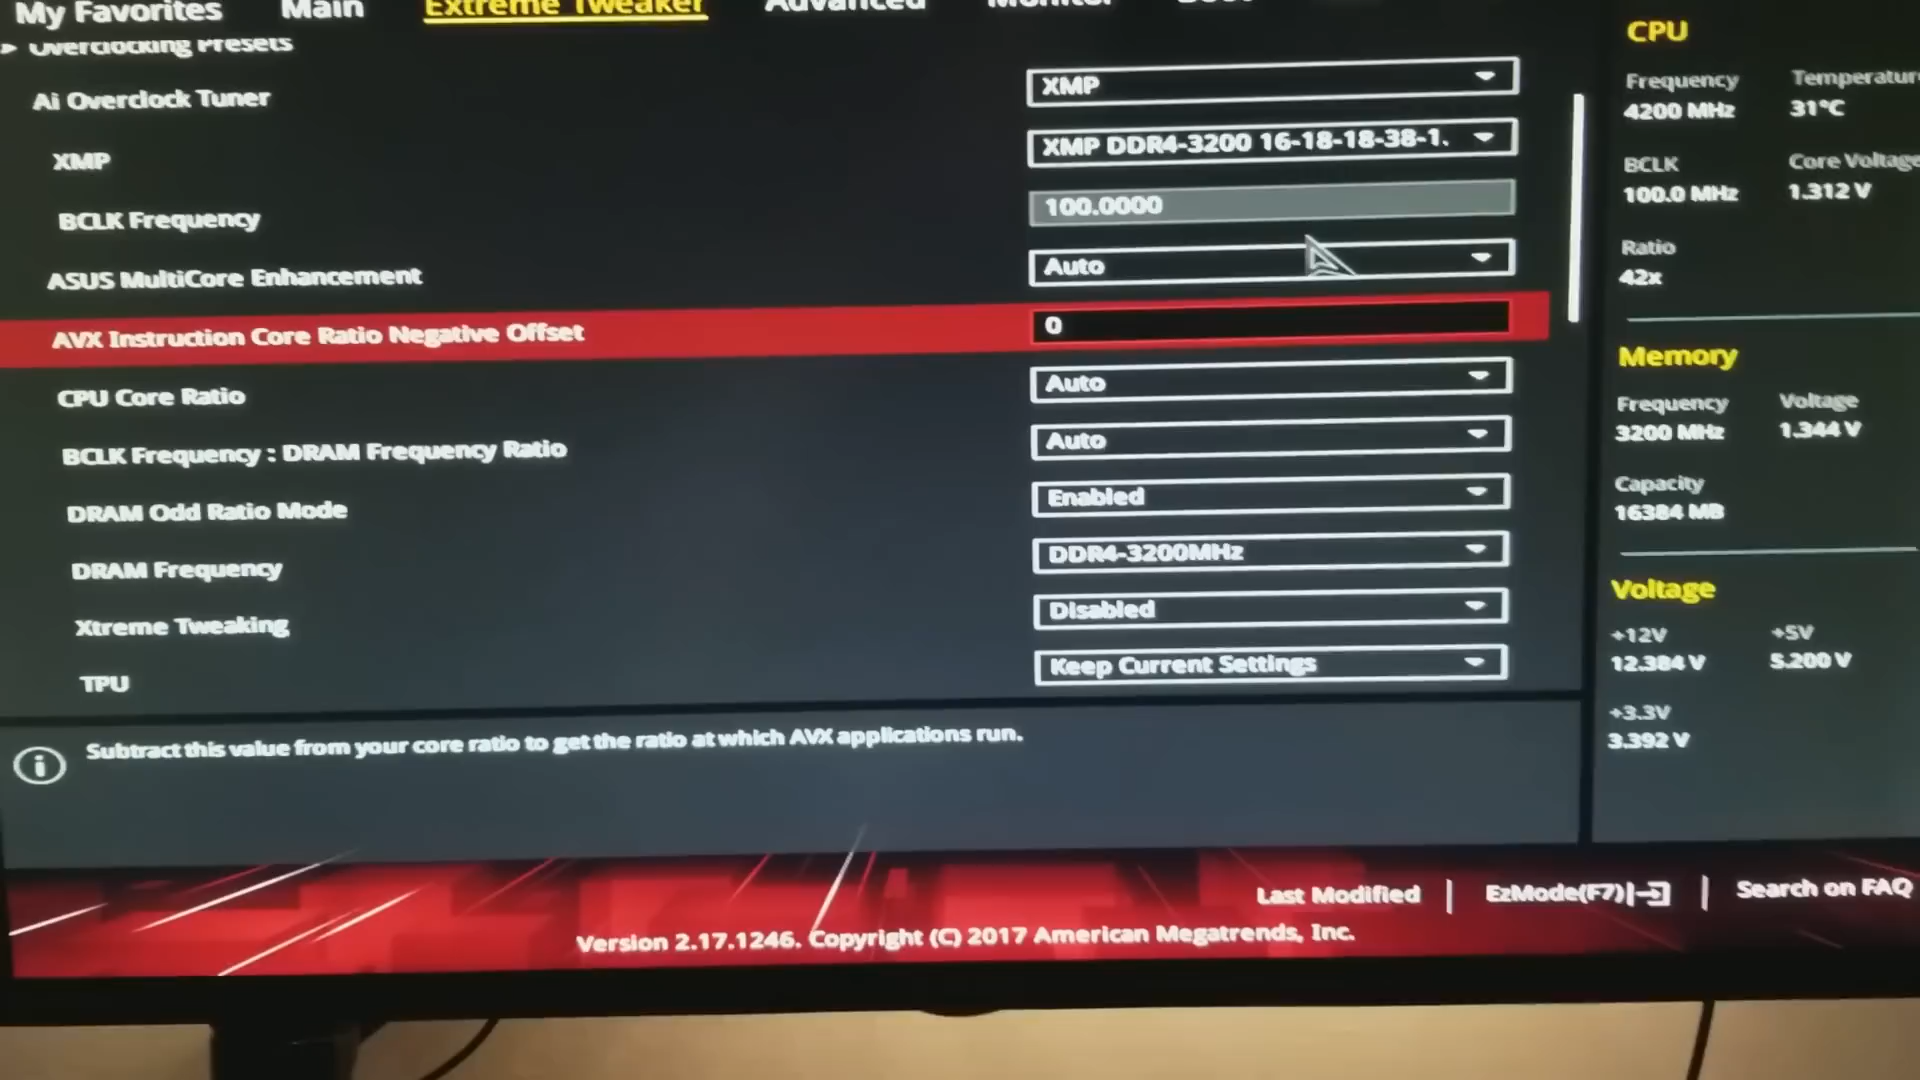 My Favorites Main Extreme Tweaker Advanced Monitor
Overclocking Presets
Ai Overclock Tuner XMP
XMP XMP DDR4-3200 16-18-18-38-1.
BCLK Frequency 100.0000
ASUS MultiCore Enhancement Auto
AVX Instruction Core Ratio Negative Offset 0
CPU Core Ratio Auto
BCLK Frequency : DRAM Frequency Ratio Auto
DRAM Odd Ratio Mode Enabled
DRAM Frequency DDR4-3200MHz
Xtreme Tweaking Disabled
TPU Keep Current Settings
Subtract this value from your core ratio to get the ratio at which AVX applications run.
CPU
Frequency Temperatur
4200 MHz 31°C
BCLK Core Voltage
100.0 MHz 1.312 V
Ratio
42x
Memory
Frequency Voltage
3200 MHz 1.344 V
Capacity
16384 MB
Voltage
+12V +5V
12.384 V 5.200 V
+3.3V
3.392 V
Last Modified | EzMode(F7) | Search on FAQ
Version 2.17.1246. Copyright (C) 2017 American Megatrends, Inc.